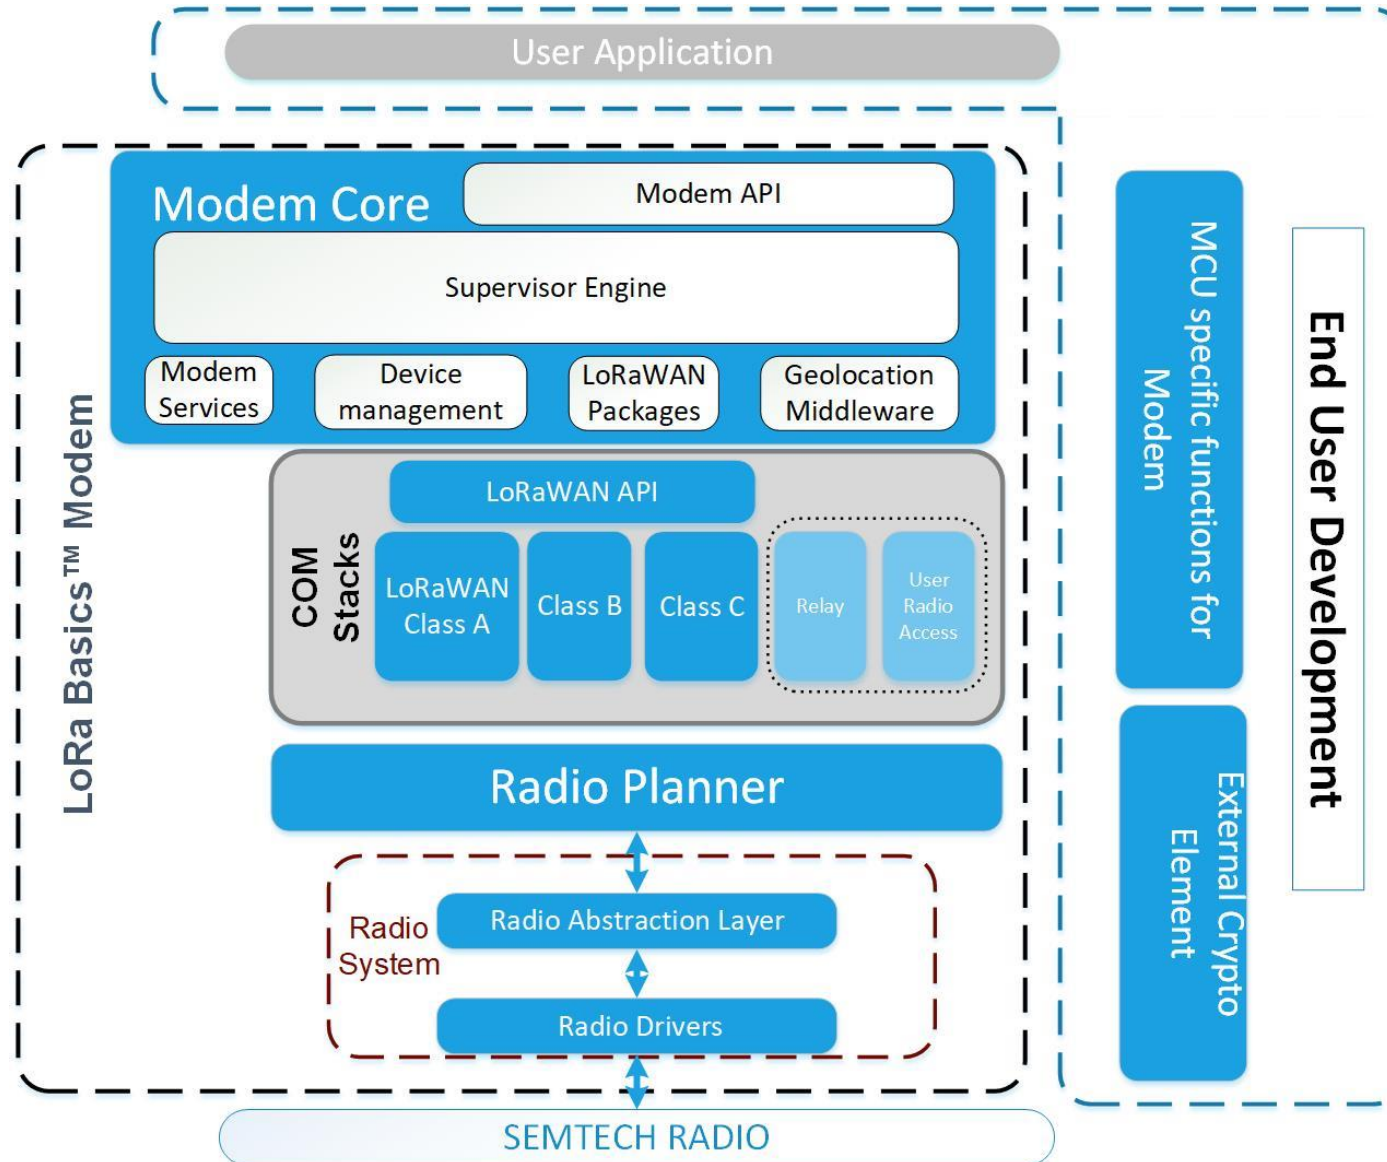 User Application
LoRa Basics™ Modem
Modem Core
Modem API
Supervisor Engine
Modem
Services
Device
management
LoRaWAN
Packages
Geolocation
Middleware
COM
Stacks
LoRaWAN API
LoRaWAN
Class A
Class B
Class C
Relay
User
Radio
Access
Radio Planner
Radio
System
Radio Abstraction Layer
Radio Drivers
SEMTECH RADIO
MCU specific functions for
Modem
External Crypto
Element
End User Development